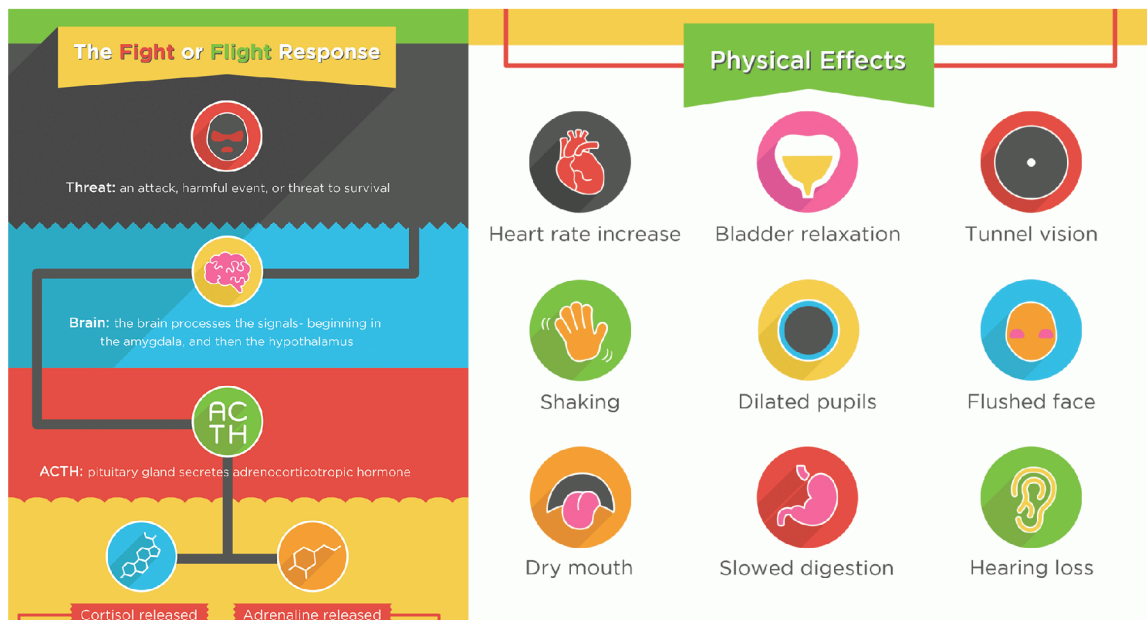 The Fight or Flight Response
Threat: an attack, harmful event, or threat to survival
Brain: the brain processes the signals- beginning in
the amygdala, and then the hypothalamus
AC
TH
ACTH: pituitary gland secretes adrenocorticotropic hormone
Cortisol released
Adrenaline released
Physical Effects
Heart rate increase
Bladder relaxation
Tunnel vision
Shaking
Dilated pupils
Flushed face
Dry mouth
Slowed digestion
Hearing loss